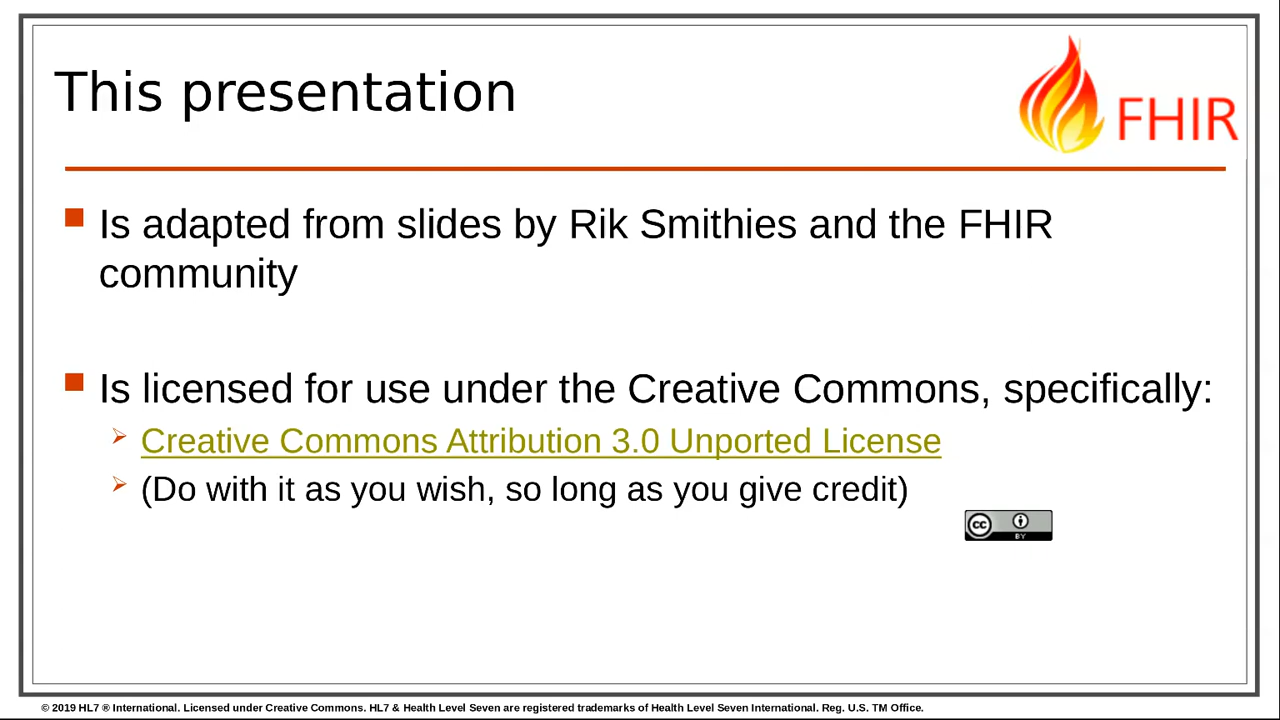 This presentation
FHIR
Is adapted from slides by Rik Smithies and the FHIR
community
Is licensed for use under the Creative Commons, specifically:
Creative Commons Attribution 3.0 Unported License
(Do with it as you wish, so long as you give credit)
cc
BY
© 2019 HL7 ® International. Licensed under Creative Commons. HL7 & Health Level Seven are registered trademarks of Health Level Seven International. Reg. U.S. TM Office.